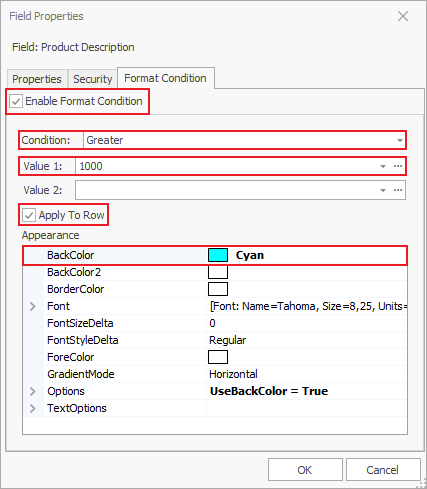 Field Properties
Field: Product Description
Properties Security Format Condition
Enable Format Condition
Condition: Greater
Value 1: 1000
Value 2:
Apply To Row
Appearance
BackColor Cyan
BackColor2
BorderColor
Font [Font: Name=Tahoma, Size=8,25, Units=
FontSizeDelta 0
FontStyleDelta Regular
ForeColor
GradientMode Horizontal
Options UseBackColor = True
TextOptions
OK Cancel